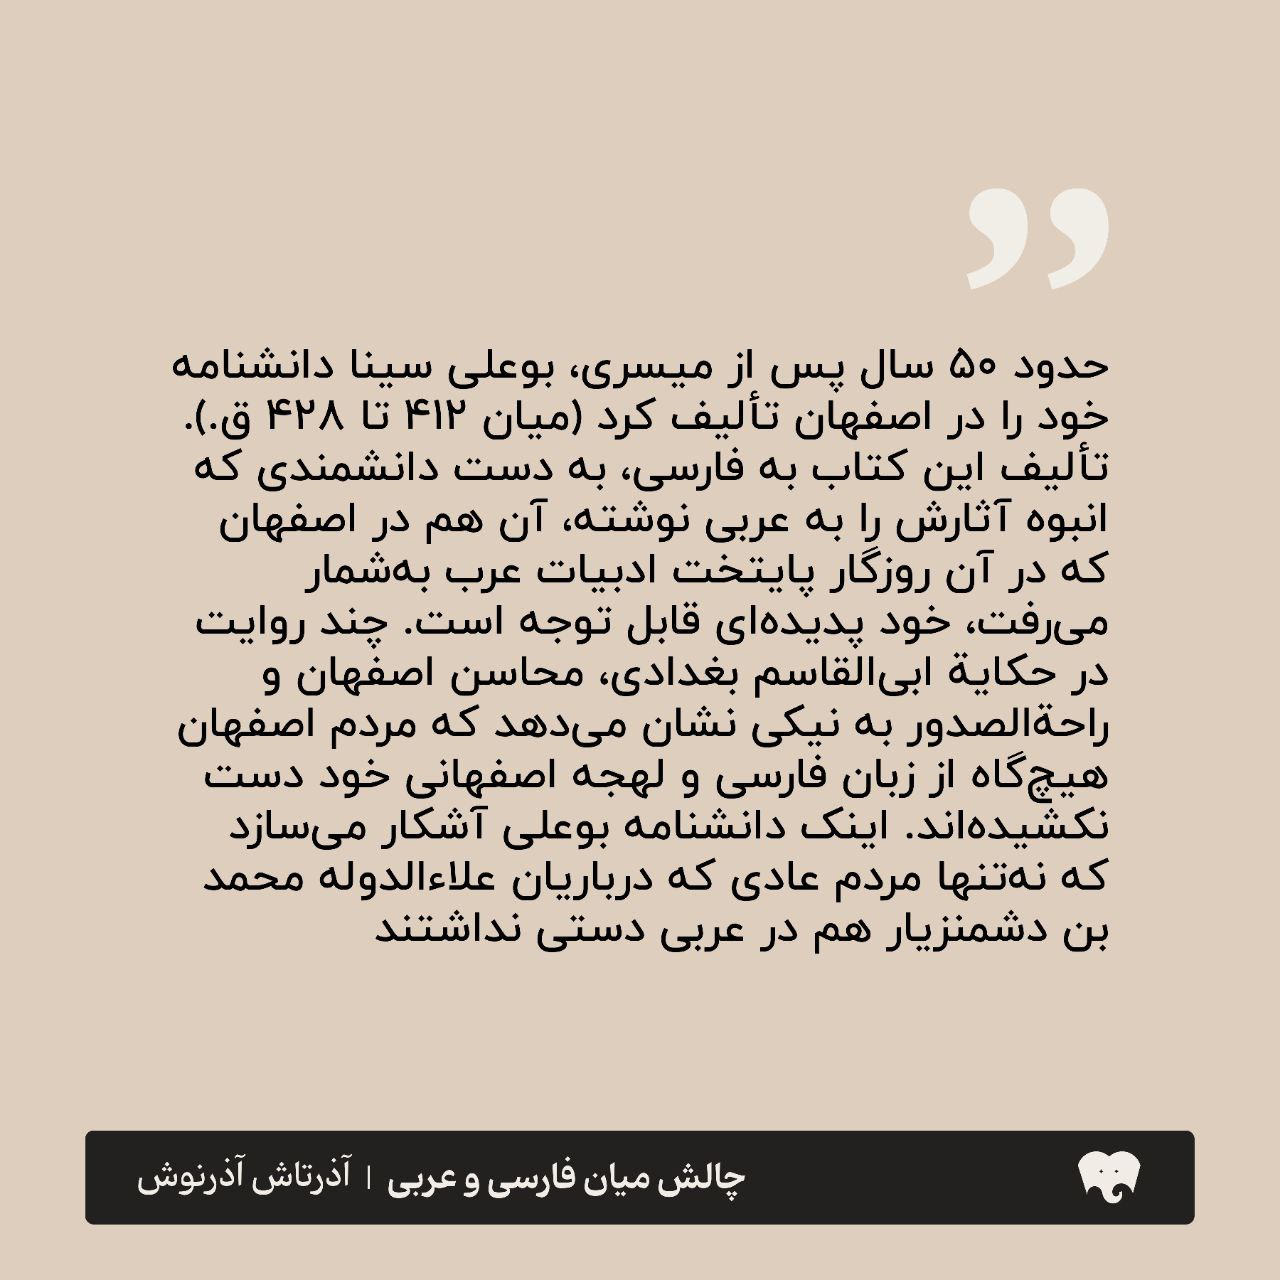 ”
حدود ۵۰ سال پس از میسری، بوعلی سینا دانشنامه
خود را در اصفهان تألیف کرد (میان ۴۱۲ تا ۴۲۸ ق.).
تألیف این کتاب به فارسی، به دست دانشمندی که
انبوه آثارش را به عربی نوشته، آن هم در اصفهان
که در آن روزگار پایتخت ادبیات عرب به‌شمار
می‌رفت، خود پدیده‌ای قابل توجه است. چند روایت
در حکایة ابی‌القاسم بغدادی، محاسن اصفهان و
راحةالصدور به نیکی نشان می‌دهد که مردم اصفهان
هیچ‌گاه از زبان فارسی و لهجه اصفهانی خود دست
نکشیده‌اند. اینک دانشنامه بوعلی آشکار می‌سازد
که نه‌تنها مردم عادی که درباریان علاءالدوله محمد
بن دشمنزیار هم در عربی دستی نداشتند
چالش میان فارسی و عربی | آذرتاش آذرنوش